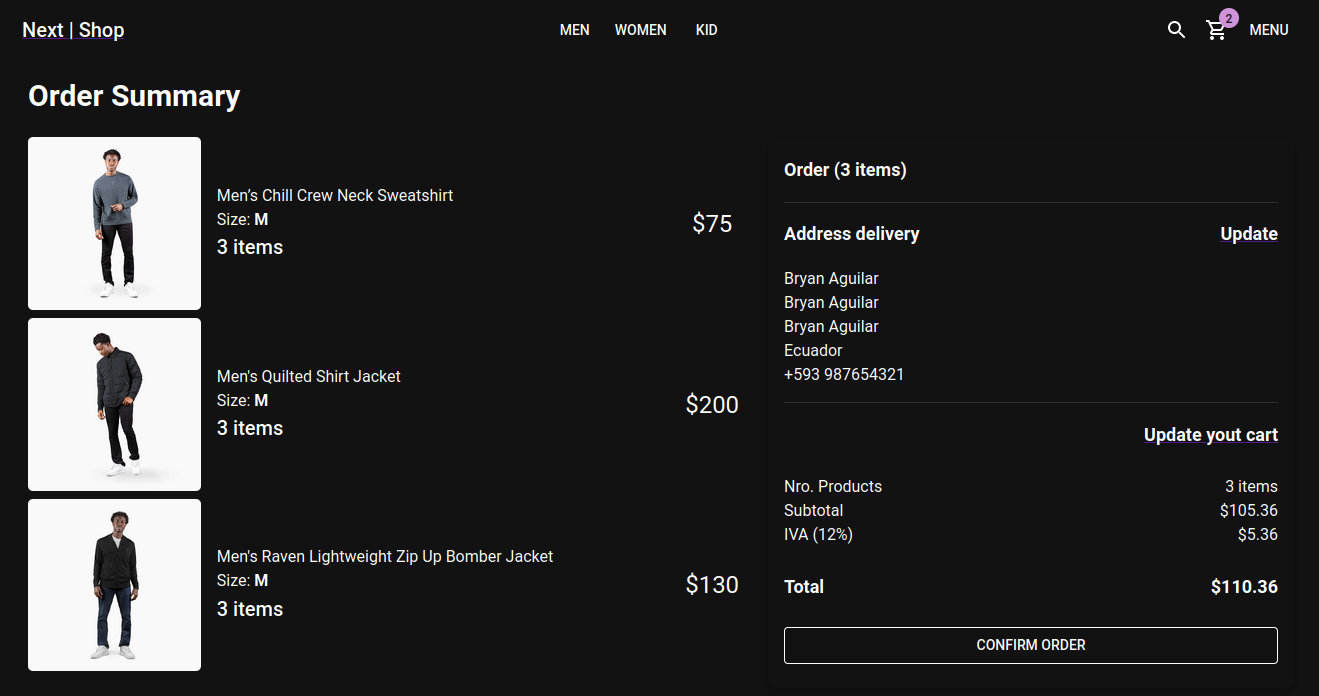 Next | Shop
MEN WOMEN KID
2
MENU
Order Summary
Men’s Chill Crew Neck Sweatshirt
Size: M
3 items
$75
Men's Quilted Shirt Jacket
Size: M
3 items
$200
Men's Raven Lightweight Zip Up Bomber Jacket
Size: M
3 items
$130
Order (3 items)
Address delivery Update
Bryan Aguilar
Bryan Aguilar
Bryan Aguilar
Ecuador
+593 987654321
Update yout cart
Nro. Products 3 items
Subtotal $105.36
IVA (12%) $5.36
Total $110.36
CONFIRM ORDER